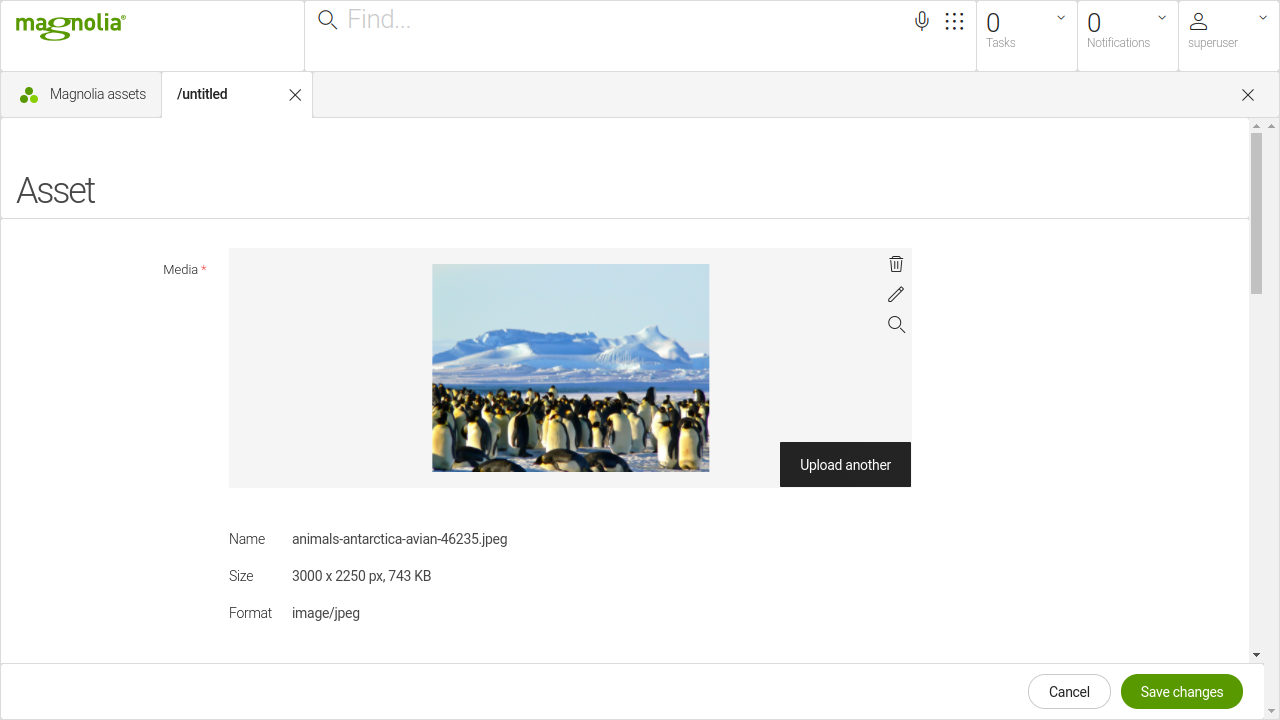 magnolia®
Find...
0
Tasks
0
Notifications
superuser
Magnolia assets
/untitled
Asset
Media *
Upload another
Name animals-antarctica-avian-46235.jpeg
Size 3000 x 2250 px, 743 KB
Format image/jpeg
Cancel
Save changes